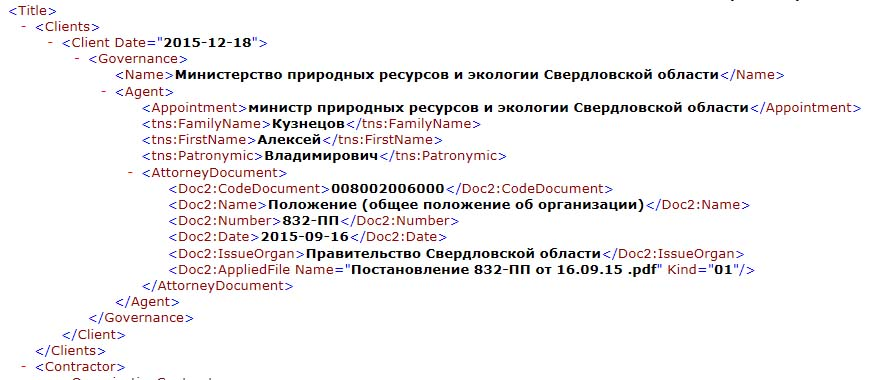 <Title>
- <Clients>
- <Client Date="2015-12-18">
- <Governance>
<Name>Министерство природных ресурсов и экологии Свердловской области</Name>
- <Agent>
<Appointment>министр природных ресурсов и экологии Свердловской области</Appointment>
<tns:FamilyName>Кузнецов</tns:FamilyName>
<tns:FirstName>Алексей</tns:FirstName>
<tns:Patronymic>Владимирович</tns:Patronymic>
- <AttorneyDocument>
<Doc2:CodeDocument>008002006000</Doc2:CodeDocument>
<Doc2:Name>Положение (общее положение об организации)</Doc2:Name>
<Doc2:Number>832-ПП</Doc2:Number>
<Doc2:Date>2015-09-16</Doc2:Date>
<Doc2:IssueOrgan>Правительство Свердловской области</Doc2:IssueOrgan>
<Doc2:AppliedFile Name="Постановление 832-ПП от 16.09.15 .pdf" Kind="01"/>
</AttorneyDocument>
</Agent>
</Governance>
</Client>
</Clients>
- <Contractor>